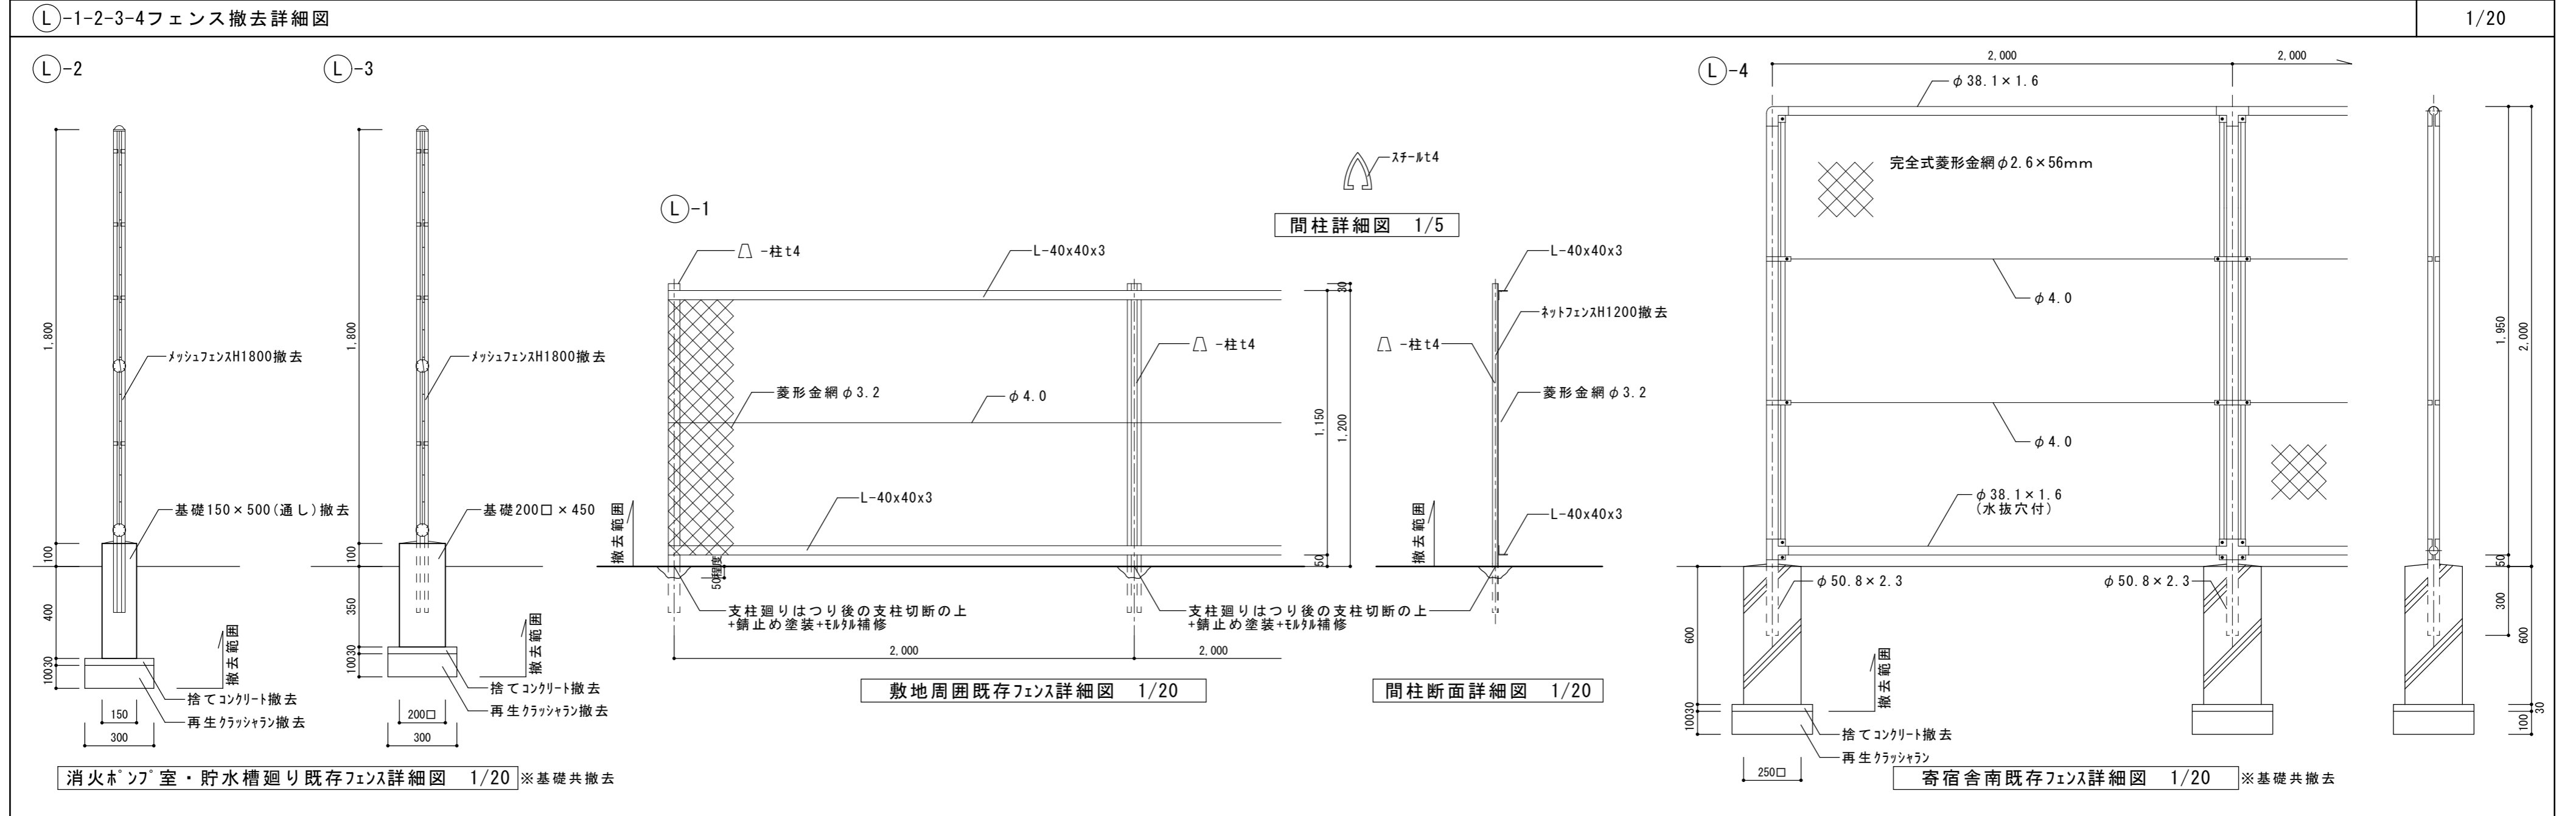 Ⓛ-1-2-3-4フェンス撤去詳細図
1/20
Ⓛ-2
1,800
100
400
30
100
メッシュフェンスH1800撤去
基礎150×500(通し)撤去
撤去範囲
捨てコンクリート撤去
再生クラッシャラン撤去
150
300
消火ポンプ室・貯水槽廻り既存フェンス詳細図 1/20
※基礎共撤去
Ⓛ-3
1,800
100
350
30
100
メッシュフェンスH1800撤去
基礎200□×450
撤去範囲
捨てコンクリート撤去
再生クラッシャラン撤去
200□
300
Ⓛ-1
-柱t4
L-40x40x3
-柱t4
菱形金網φ3.2
φ4.0
L-40x40x3
撤去範囲
50程度
30
1,150
1,200
50
支柱廻りはつり後の支柱切断の上
+錆止め塗装+モルタル補修
支柱廻りはつり後の支柱切断の上
+錆止め塗装+モルタル補修
2,000
2,000
敷地周囲既存フェンス詳細図 1/20
スチールt4
間柱詳細図 1/5
L-40x40x3
ネットフェンスH1200撤去
-柱t4
菱形金網φ3.2
L-40x40x3
撤去範囲
間柱断面詳細図 1/20
Ⓛ-4
2,000
2,000
φ38.1×1.6
完全式菱形金網φ2.6×56mm
φ4.0
φ4.0
φ38.1×1.6
(水抜穴付)
φ50.8×2.3
φ50.8×2.3
600
30
100
撤去範囲
捨てコンクリート撤去
再生クラッシャラン
250□
1,950
2,000
50
300
600
30
100
寄宿舎南既存フェンス詳細図 1/20
※基礎共撤去